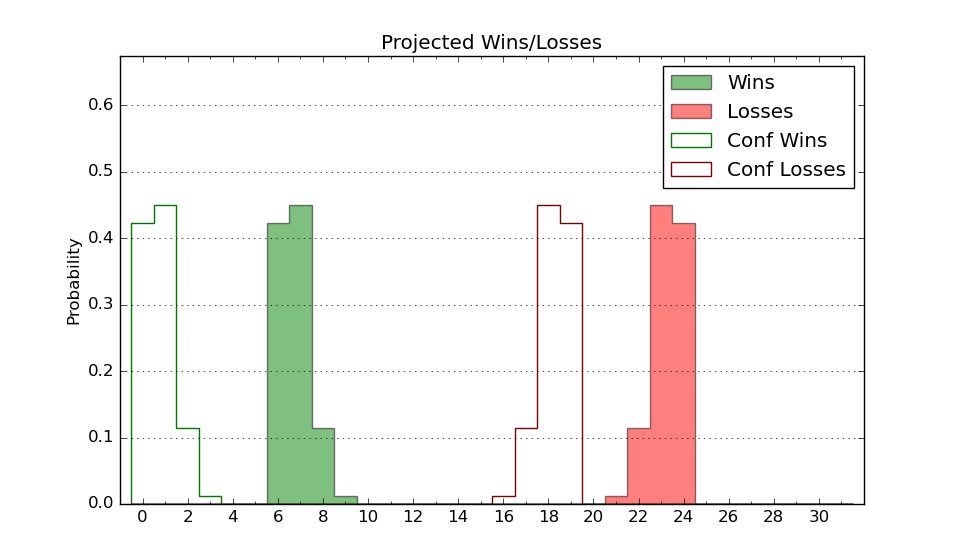 Projected Wins/Losses
Wins
Losses
Conf Wins
Conf Losses
Probability
0.6
0.5
0.4
0.3
0.2
0.1
0.0
0 2 4 6 8 10 12 14 16 18 20 22 24 26 28 30